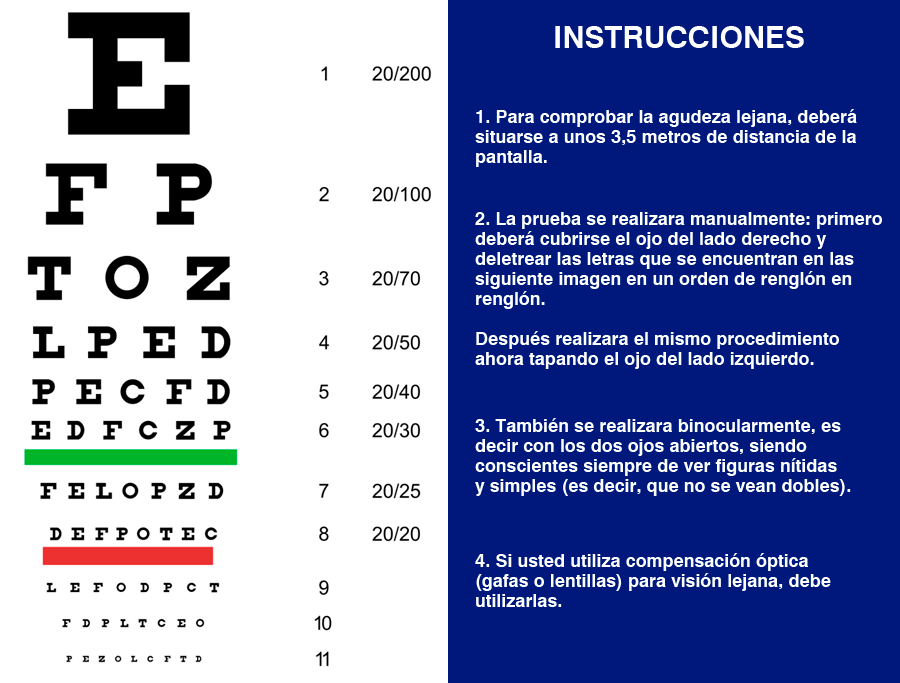 E 1 20/200
F P 2 20/100
T O Z 3 20/70
L P E D 4 20/50
P E C F D 5 20/40
E D F C Z P 6 20/30
F E L O P Z D 7 20/25
D E F P O T E C 8 20/20
L E F O D P C T 9
F D P L T C E O 10
P E Z O L C F T D 11
INSTRUCCIONES
1. Para comprobar la agudeza lejana, deberá
situarse a unos 3,5 metros de distancia de la
pantalla.
2. La prueba se realizara manualmente: primero
deberá cubrirse el ojo del lado derecho y
deletrear las letras que se encuentran en las
siguiente imagen en un orden de renglón en
renglón.
Después realizara el mismo procedimiento
ahora tapando el ojo del lado izquierdo.
3. También se realizara binocularmente, es
decir con los dos ojos abiertos, siendo
conscientes siempre de ver figuras nítidas
y simples (es decir, que no se vean dobles).
4. Si usted utiliza compensación óptica
(gafas o lentillas) para visión lejana, debe
utilizarlas.